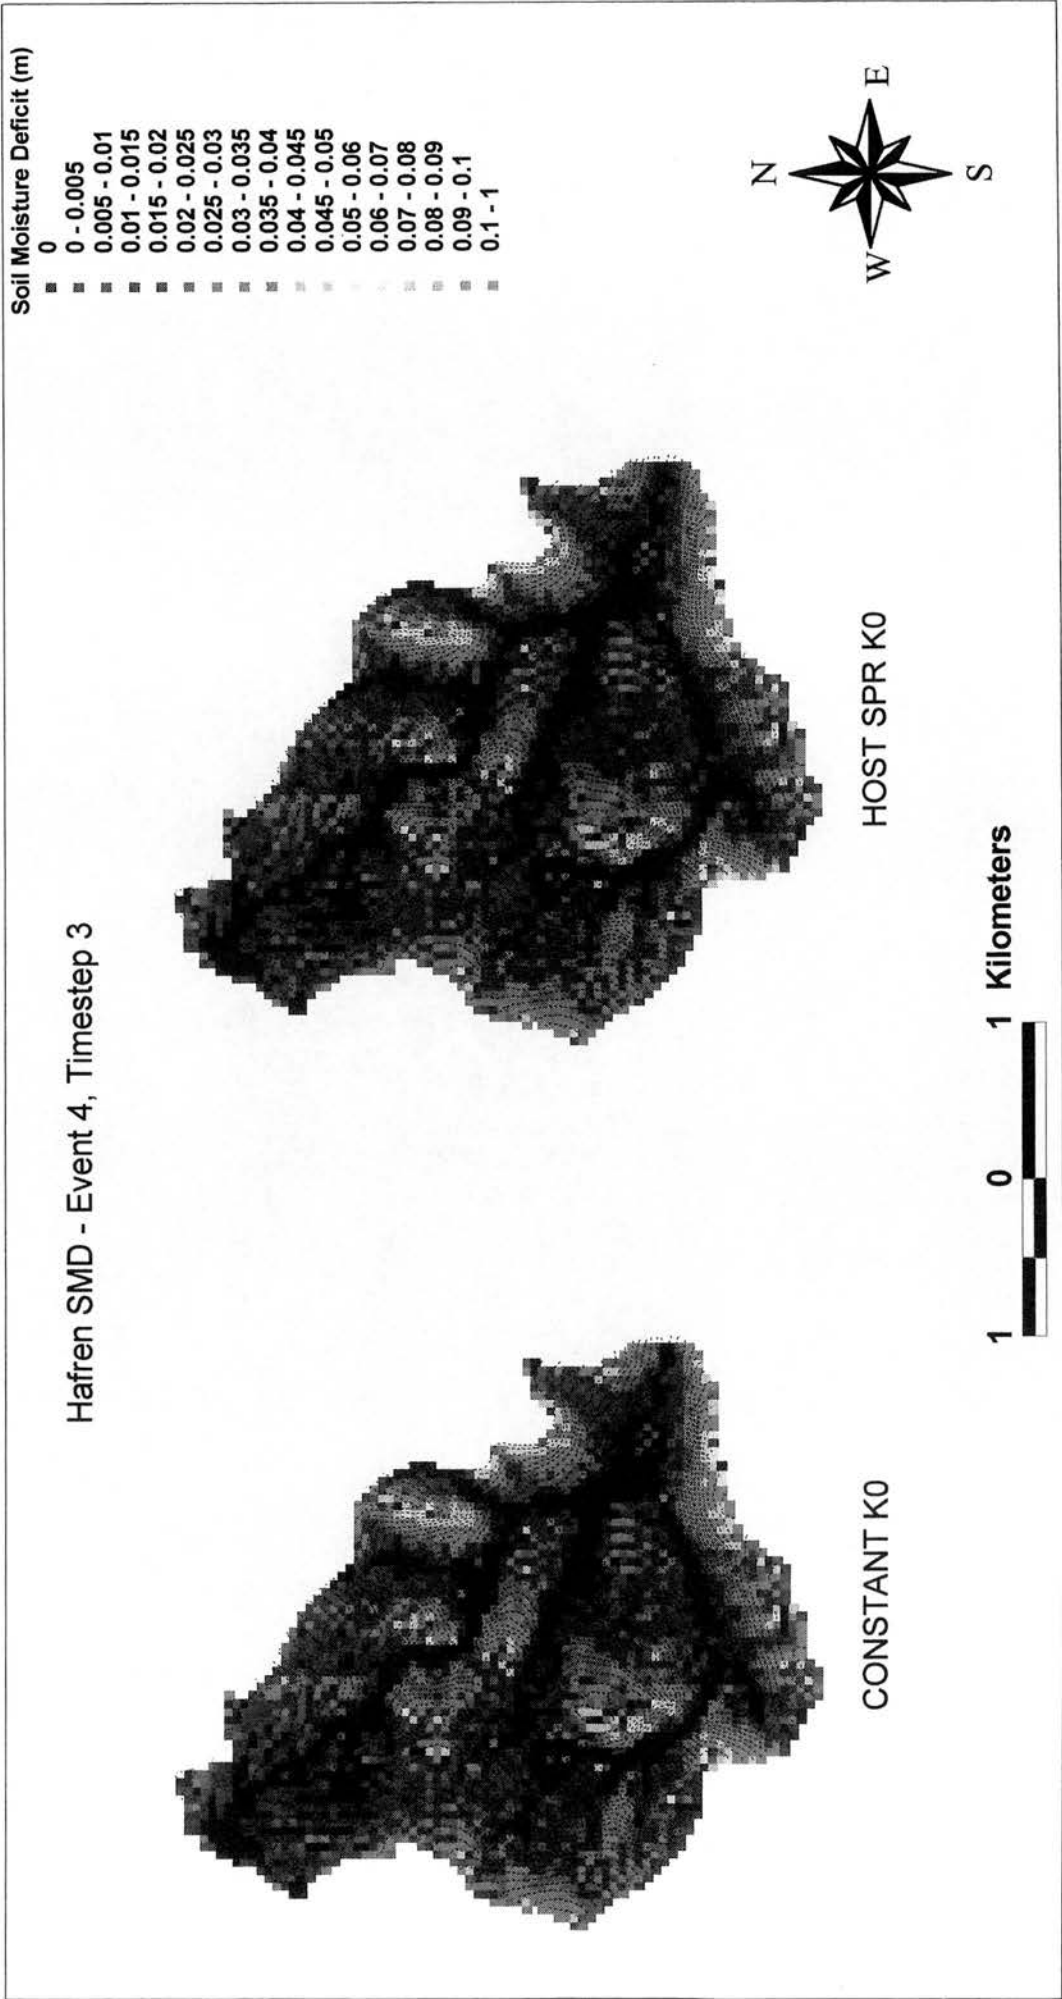 Hafren SMD - Event 4, Timestep 3
Soil Moisture Deficit (m)
0
0 - 0.005
0.005 - 0.01
0.01 - 0.015
0.015 - 0.02
0.02 - 0.025
0.025 - 0.03
0.03 - 0.035
0.035 - 0.04
0.04 - 0.045
0.045 - 0.05
0.05 - 0.06
0.06 - 0.07
0.07 - 0.08
0.08 - 0.09
0.09 - 0.1
0.1 - 1
N
W E
S
CONSTANT K0
HOST SPR K0
1 0 1 Kilometers